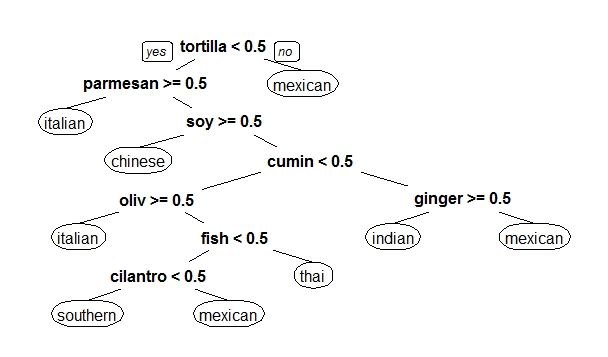 yes tortilla < 0.5 no
parmesan >= 0.5 mexican
italian soy >= 0.5
chinese cumin < 0.5
oliv >= 0.5 ginger >= 0.5
italian fish < 0.5 indian mexican
cilantro < 0.5 thai
southern mexican